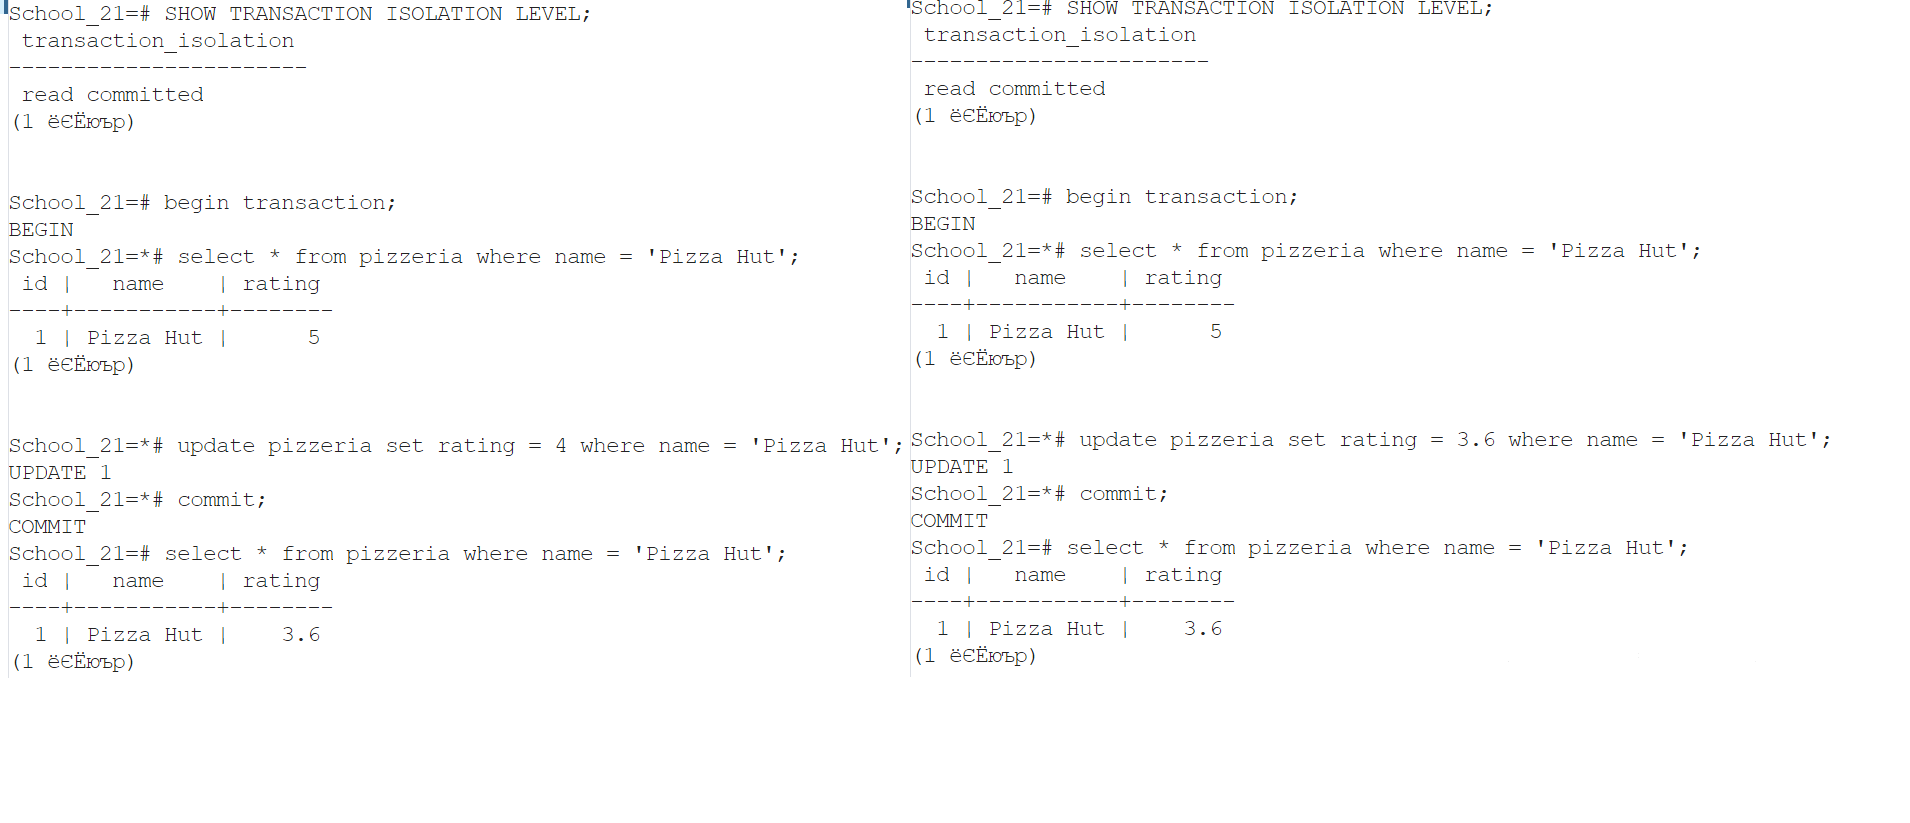 School_21=# SHOW TRANSACTION ISOLATION LEVEL;
 transaction_isolation
-----------------------
 read committed
(1 ёЄЁюър)
School_21=# begin transaction;
BEGIN
School_21=*# select * from pizzeria where name = 'Pizza Hut';
 id |   name    | rating
----+-----------+--------
  1 | Pizza Hut |      5
(1 ёЄЁюър)
School_21=*# update pizzeria set rating = 4 where name = 'Pizza Hut';
UPDATE 1
School_21=*# commit;
COMMIT
School_21=# select * from pizzeria where name = 'Pizza Hut';
 id |   name    | rating
----+-----------+--------
  1 | Pizza Hut |    3.6
(1 ёЄЁюър)
School_21=# SHOW TRANSACTION ISOLATION LEVEL;
 transaction_isolation
-----------------------
 read committed
(1 ёЄЁюър)
School_21=# begin transaction;
BEGIN
School_21=*# select * from pizzeria where name = 'Pizza Hut';
 id |   name    | rating
----+-----------+--------
  1 | Pizza Hut |      5
(1 ёЄЁюър)
School_21=*# update pizzeria set rating = 3.6 where name = 'Pizza Hut';
UPDATE 1
School_21=*# commit;
COMMIT
School_21=# select * from pizzeria where name = 'Pizza Hut';
 id |   name    | rating
----+-----------+--------
  1 | Pizza Hut |    3.6
(1 ёЄЁюър)